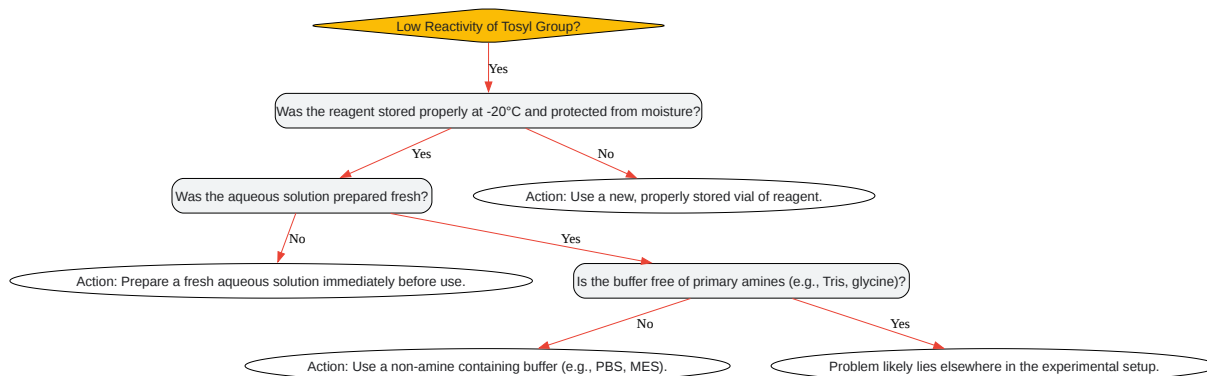 Low Reactivity of Tosyl Group?
Yes
Was the reagent stored properly at -20°C and protected from moisture?
Yes
No
Was the aqueous solution prepared fresh?
Action: Use a new, properly stored vial of reagent.
No
Yes
Action: Prepare a fresh aqueous solution immediately before use.
Is the buffer free of primary amines (e.g., Tris, glycine)?
No
Yes
Action: Use a non-amine containing buffer (e.g., PBS, MES).
Problem likely lies elsewhere in the experimental setup.